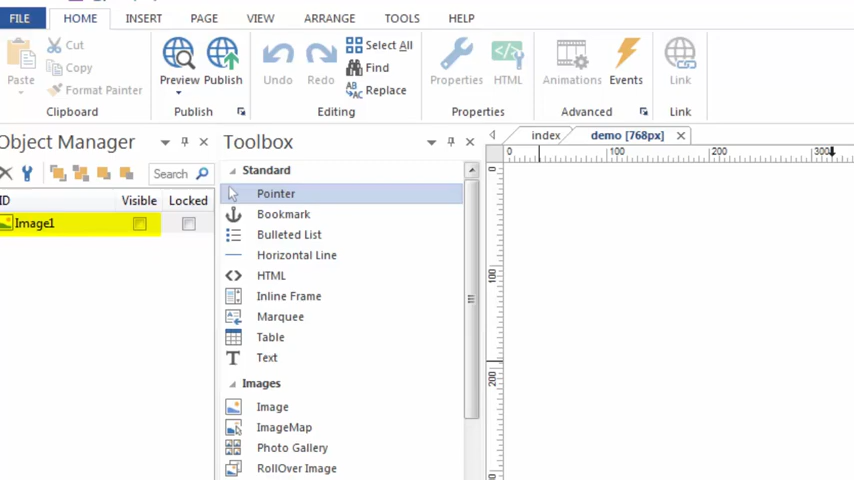 FILE HOME INSERT PAGE VIEW ARRANGE TOOLS HELP
Paste
Cut
Copy
Format Painter
Clipboard
Preview Publish
Publish
Undo Redo
Select All
Find
Replace
Editing
Properties HTML
Properties
Animations Events
Advanced
Link
Link
Object Manager
Search
ID Visible Locked
Image1
Toolbox
Standard
Pointer
Bookmark
Bulleted List
Horizontal Line
HTML
Inline Frame
Marquee
Table
Text
Images
Image
ImageMap
Photo Gallery
RollOver Image
index demo [768px]
0 100 200 300
0
100
200